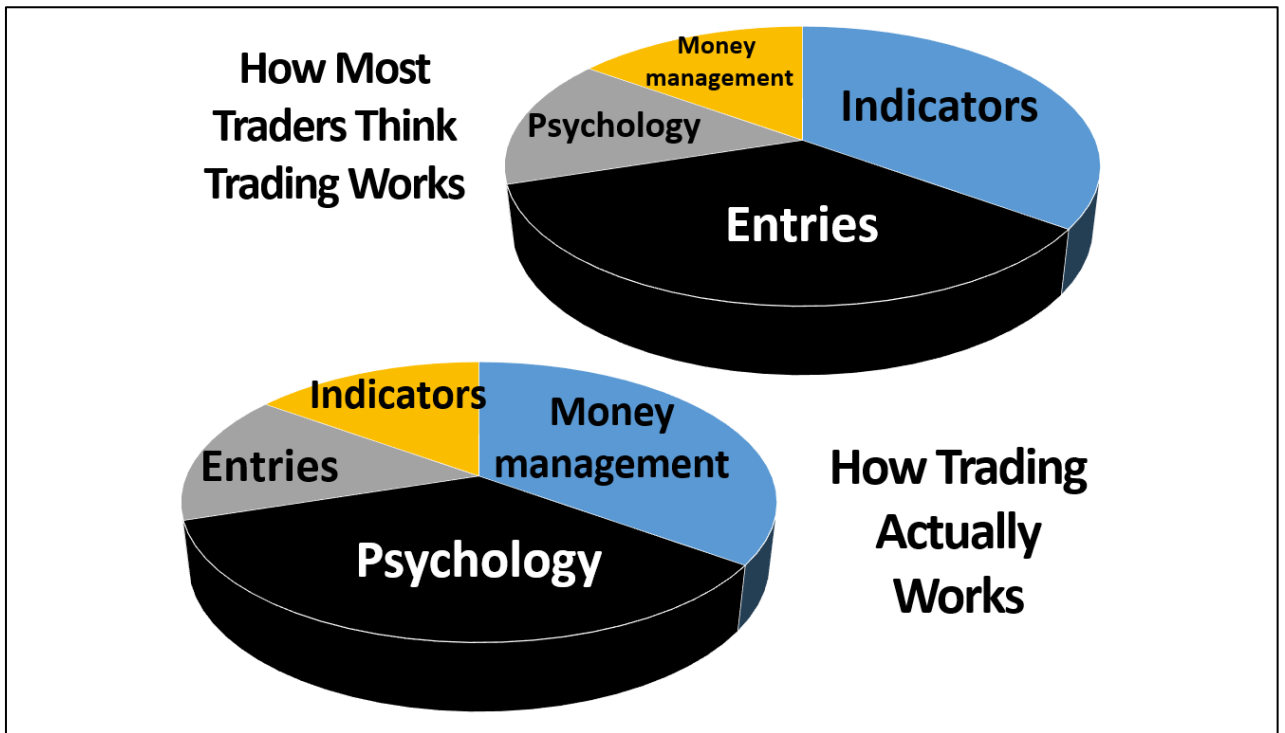 How Most
Traders Think
Trading Works
Money
management
Indicators
Psychology
Entries
Indicators
Money
management
Entries
Psychology
How Trading
Actually
Works